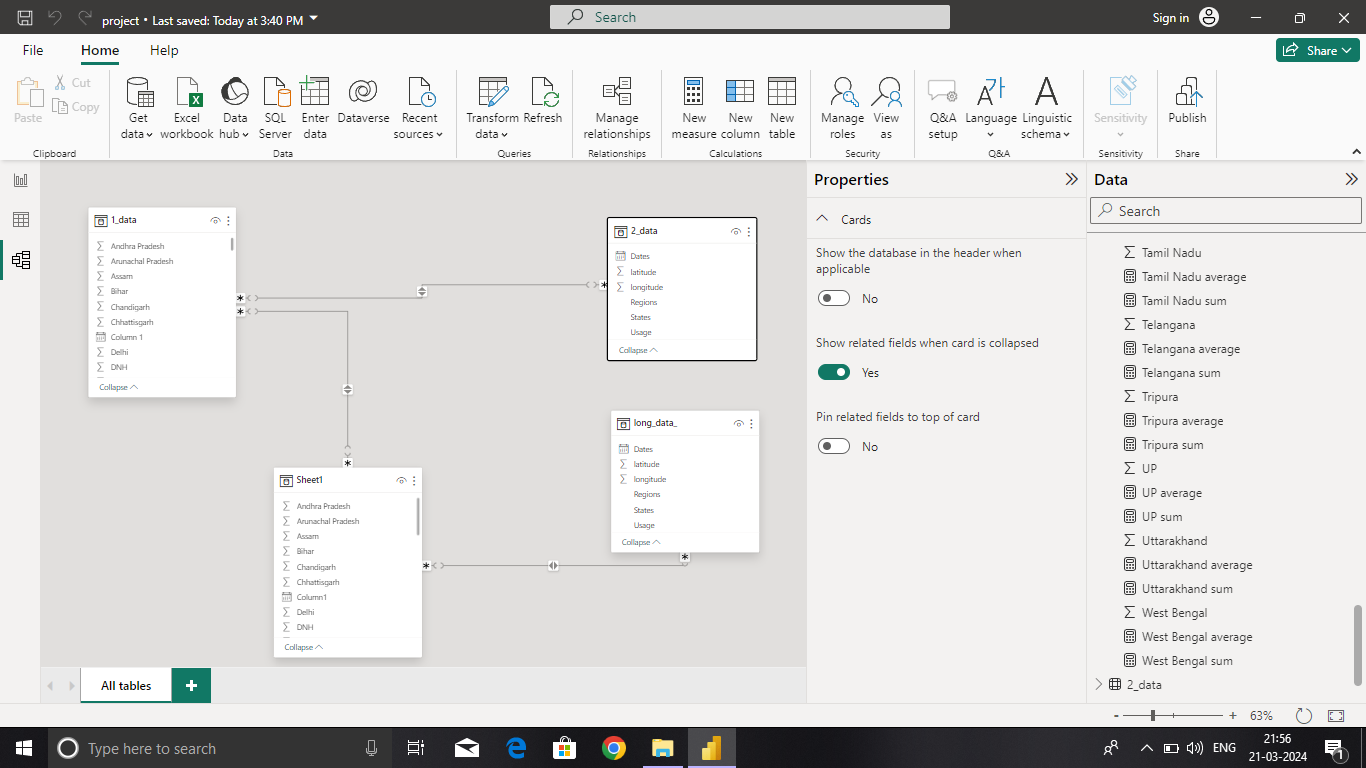 project • Last saved: Today at 3:40 PM
Search
Sign in
File
Home
Help
Share
Paste
Cut
Copy
Clipboard
Get data
Excel workbook
Data hub
SQL Server
Enter data
Dataverse
Recent sources
Data
Transform data
Refresh
Queries
Manage relationships
Relationships
New measure
New column
New table
Calculations
Manage roles
View as
Security
Q&A setup
Language
Linguistic schema
Q&A
Sensitivity
Sensitivity
Publish
Share
1_data
Andhra Pradesh
Arunachal Pradesh
Assam
Bihar
Chandigarh
Chhattisgarh
Column 1
Delhi
DNH
Collapse
2_data
Dates
latitude
longitude
Regions
States
Usage
Collapse
Sheet1
Andhra Pradesh
Arunachal Pradesh
Assam
Bihar
Chandigarh
Chhattisgarh
Column1
Delhi
DNH
Collapse
long_data_
Dates
latitude
longitude
Regions
States
Usage
Collapse
All tables
Properties
Cards
Show the database in the header when
applicable
No
Show related fields when card is collapsed
Yes
Pin related fields to top of card
No
Data
Search
Tamil Nadu
Tamil Nadu average
Tamil Nadu sum
Telangana
Telangana average
Telangana sum
Tripura
Tripura average
Tripura sum
UP
UP average
UP sum
Uttarakhand
Uttarakhand average
Uttarakhand sum
West Bengal
West Bengal average
West Bengal sum
2_data
63%
Type here to search
ENG
21:56
21-03-2024
1